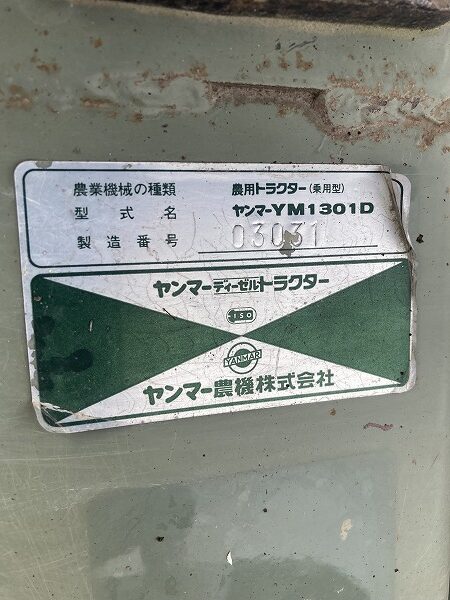 農業機械の種類 農用トラクター(乗用型)
型式名 ヤンマーYM1301D
製造番号 03031
ヤンマーディーゼルトラクター
ISO
YANMAR
ヤンマー農機株式会社